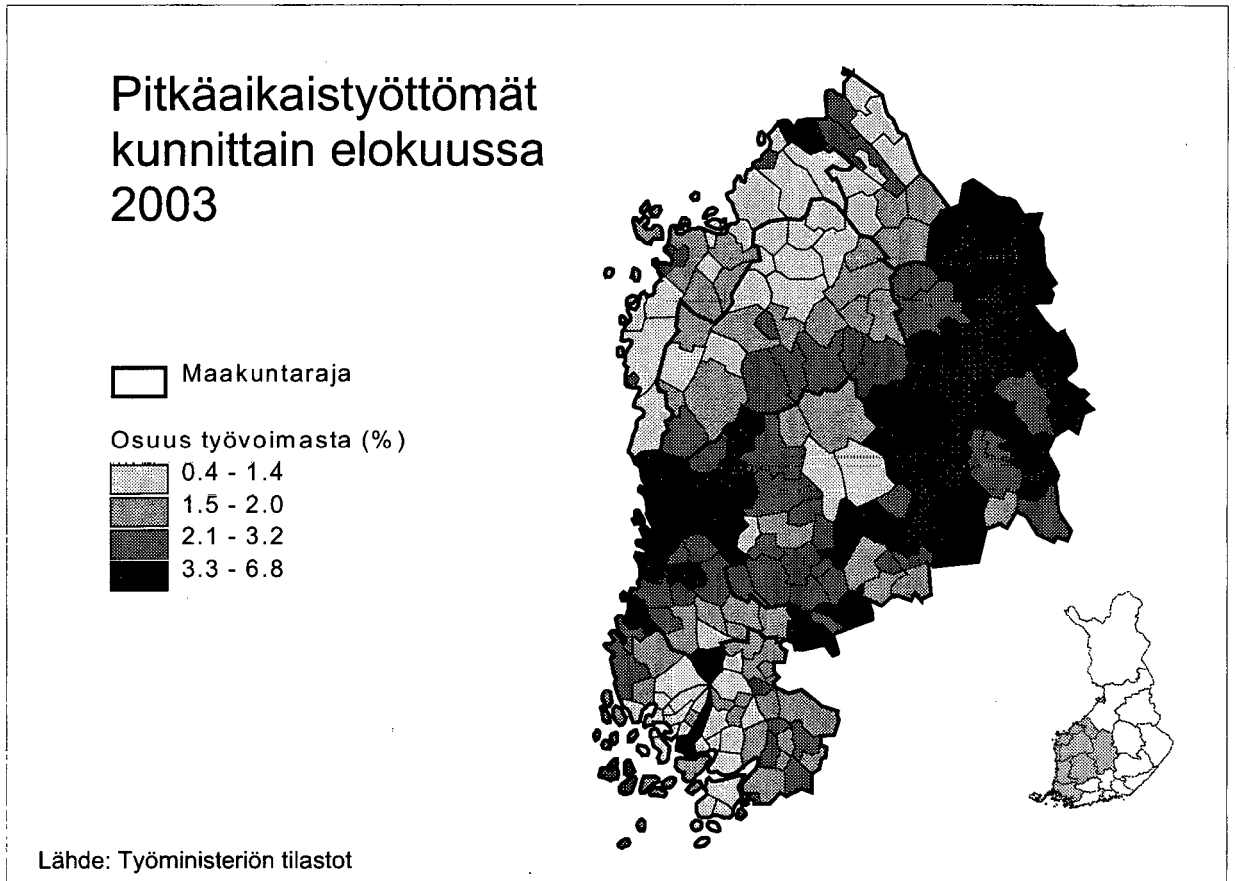 Pitkäaikaistyöttömät
kunnittain elokuussa
2003
Maakuntaraja
Osuus työvoimasta (%)
0.4 - 1.4
1.5 - 2.0
2.1 - 3.2
3.3 - 6.8
Lähde: Työministeriön tilastot